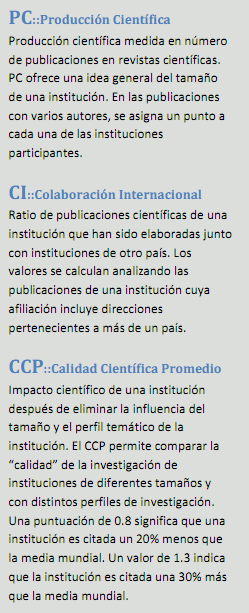 PC::Producción Científica
Producción científica medida en número
de publicaciones en revistas científicas.
PC ofrece una idea general del tamaño
de una institución. En las publicaciones
con varios autores, se asigna un punto a
cada una de las instituciones
participantes.
CI::Colaboración Internacional
Ratio de publicaciones científicas de una
institución que han sido elaboradas junto
con instituciones de otro país. Los
valores se calculan analizando las
publicaciones de una institución cuya
afiliación incluye direcciones
pertenecientes a más de un país.
CCP::Calidad Científica Promedio
Impacto científico de una institución
después de eliminar la influencia del
tamaño y el perfil temático de la
institución. El CCP permite comparar la
“calidad” de la investigación de
instituciones de diferentes tamaños y
con distintos perfiles de investigación.
Una puntuación de 0.8 significa que una
institución es citada un 20% menos que
la media mundial. Un valor de 1.3 indica
que la institución es citada una 30% más
que la media mundial.